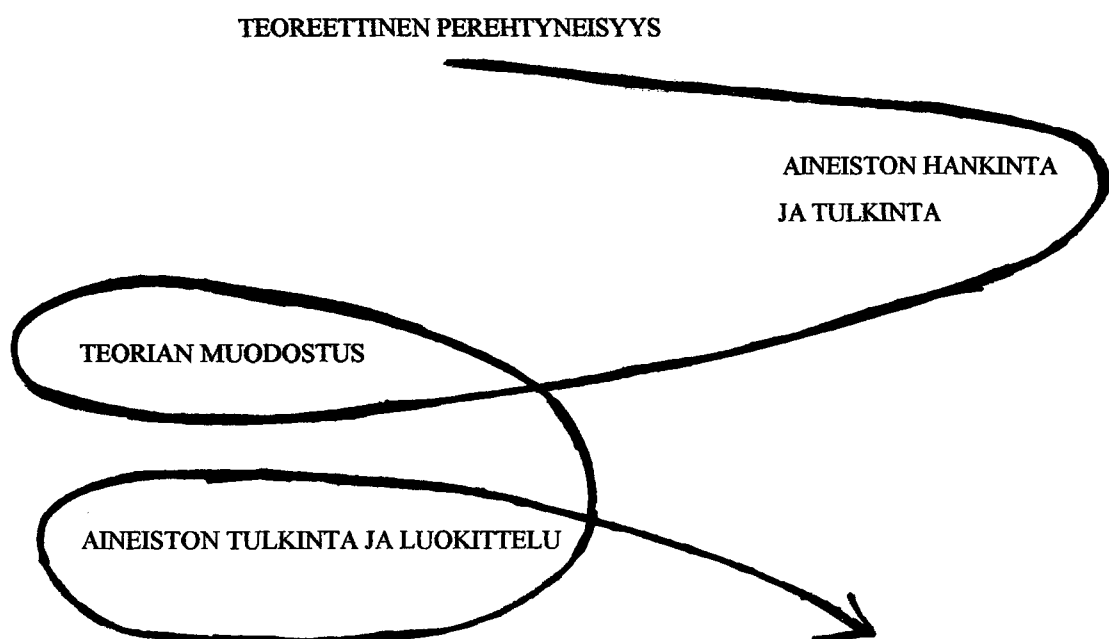 TEOREETTINEN PEREHTYNEISYYS
AINEISTON HANKINTA
JA TULKINTA
TEORIAN MUODOSTUS
AINEISTON TULKINTA JA LUOKITTELU